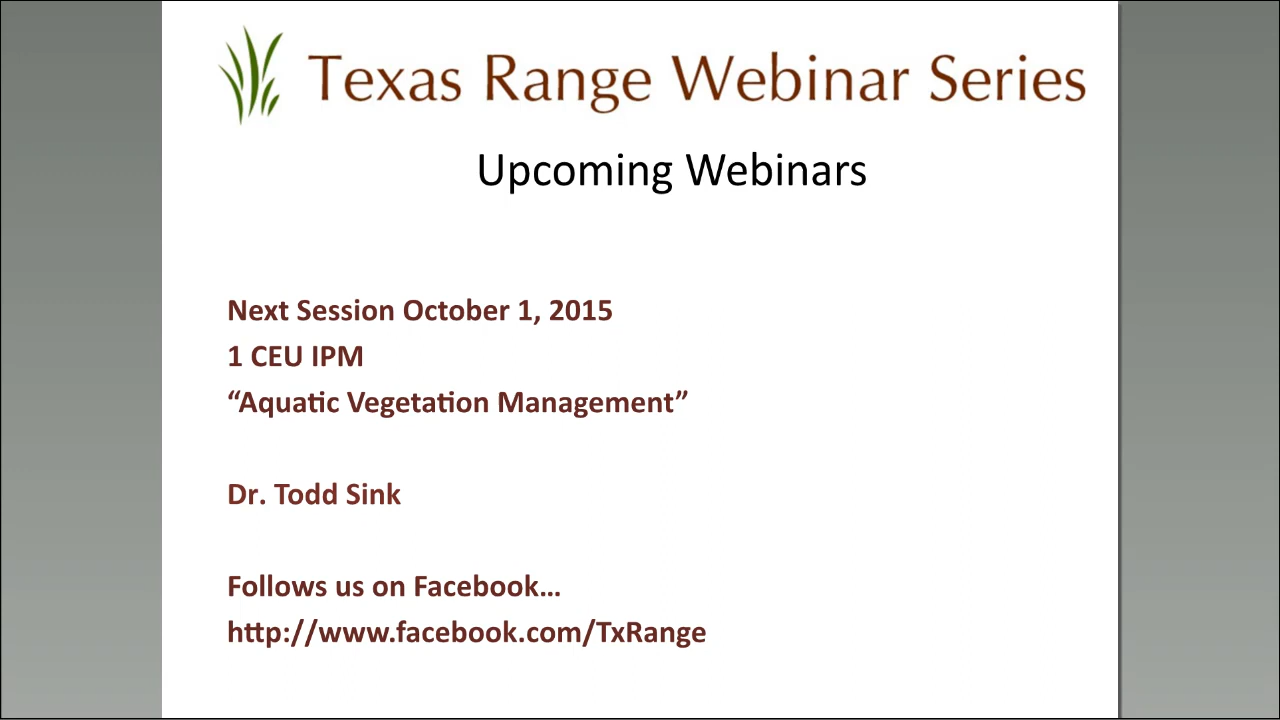 Texas Range Webinar Series
Upcoming Webinars
Next Session October 1, 2015
1 CEU IPM
“Aquatic Vegetation Management”
Dr. Todd Sink
Follows us on Facebook…
http://www.facebook.com/TxRange